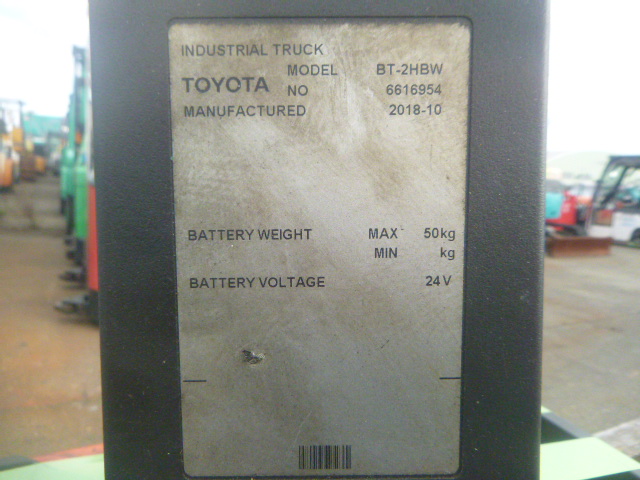 INDUSTRIAL TRUCK
TOYOTA MODEL BT-2HBW
NO 6616954
MANUFACTURED 2018-10
BATTERY WEIGHT MAX 50kg
MIN kg
BATTERY VOLTAGE 24V